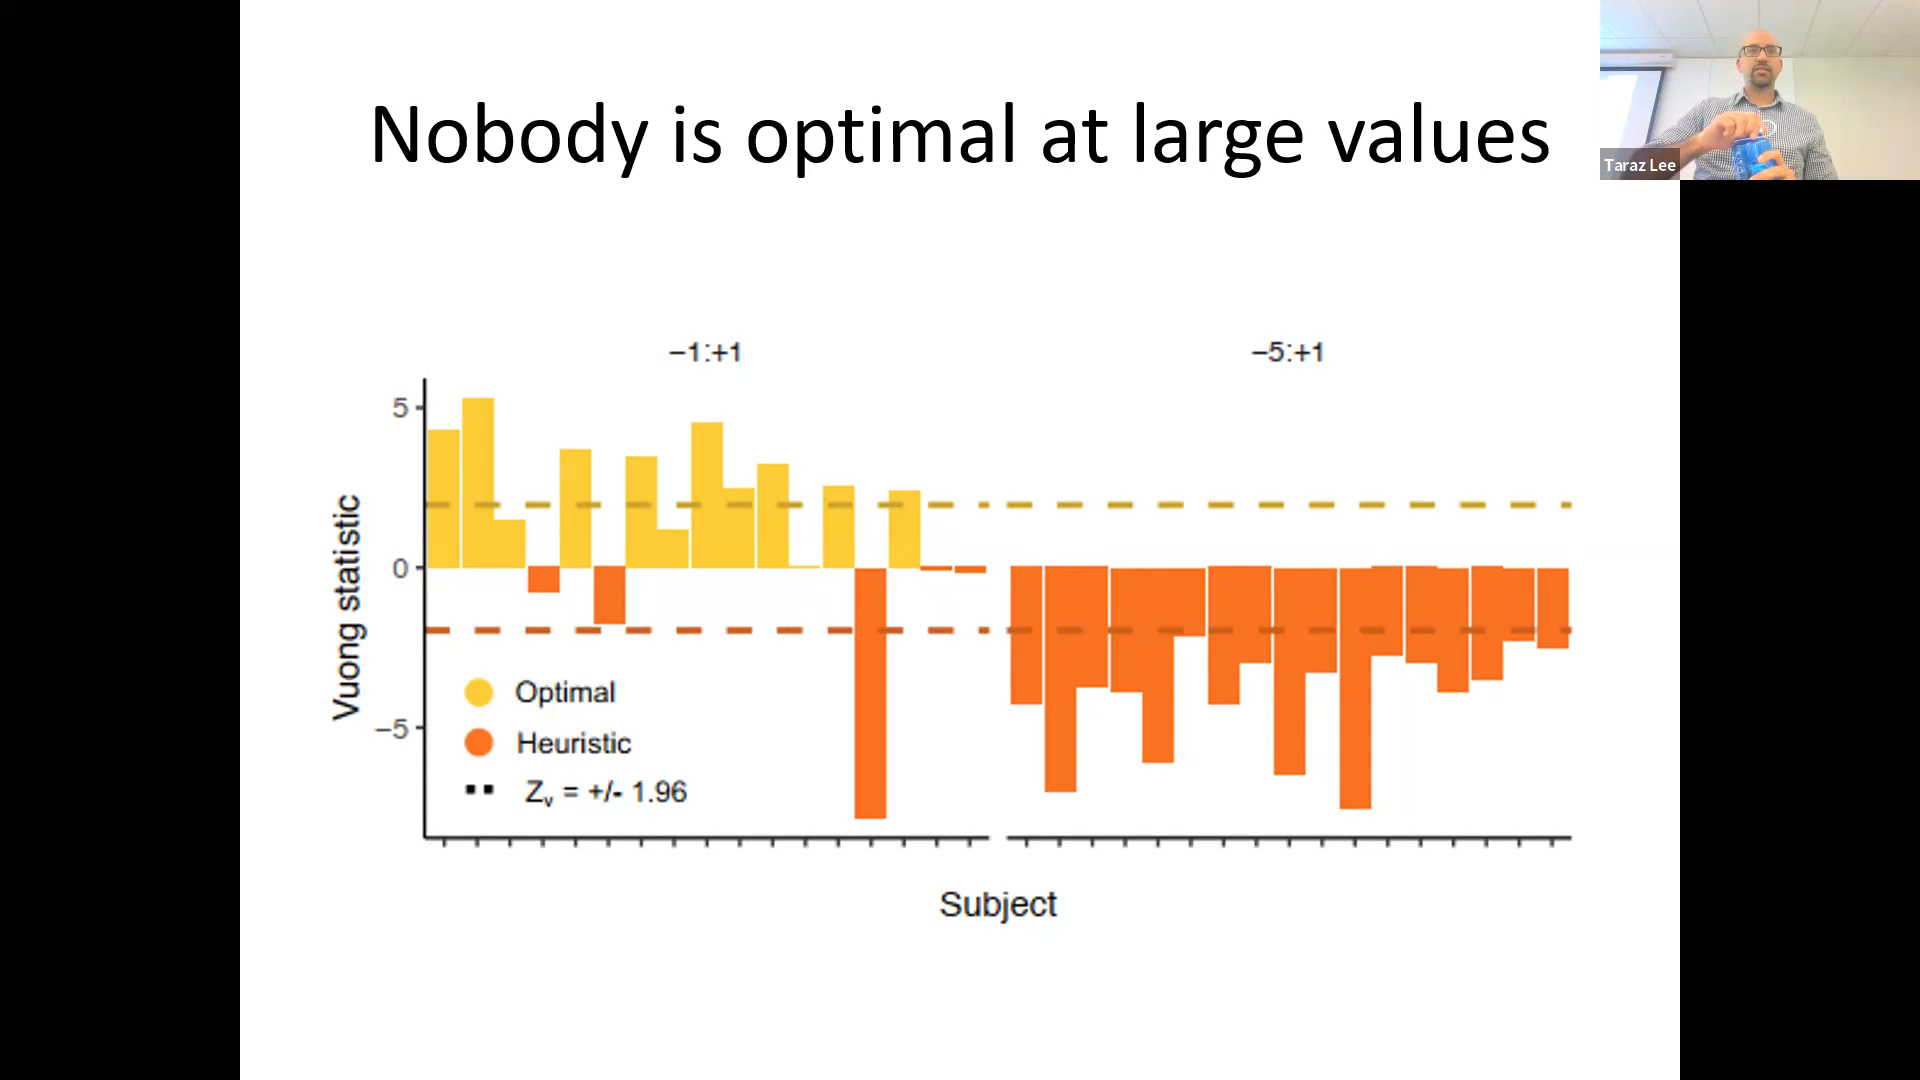 Nobody is optimal at large values
Taraz Lee
−1:+1
−5:+1
5
0
−5
Vuong statistic
Optimal
Heuristic
Zv = +/- 1.96
Subject